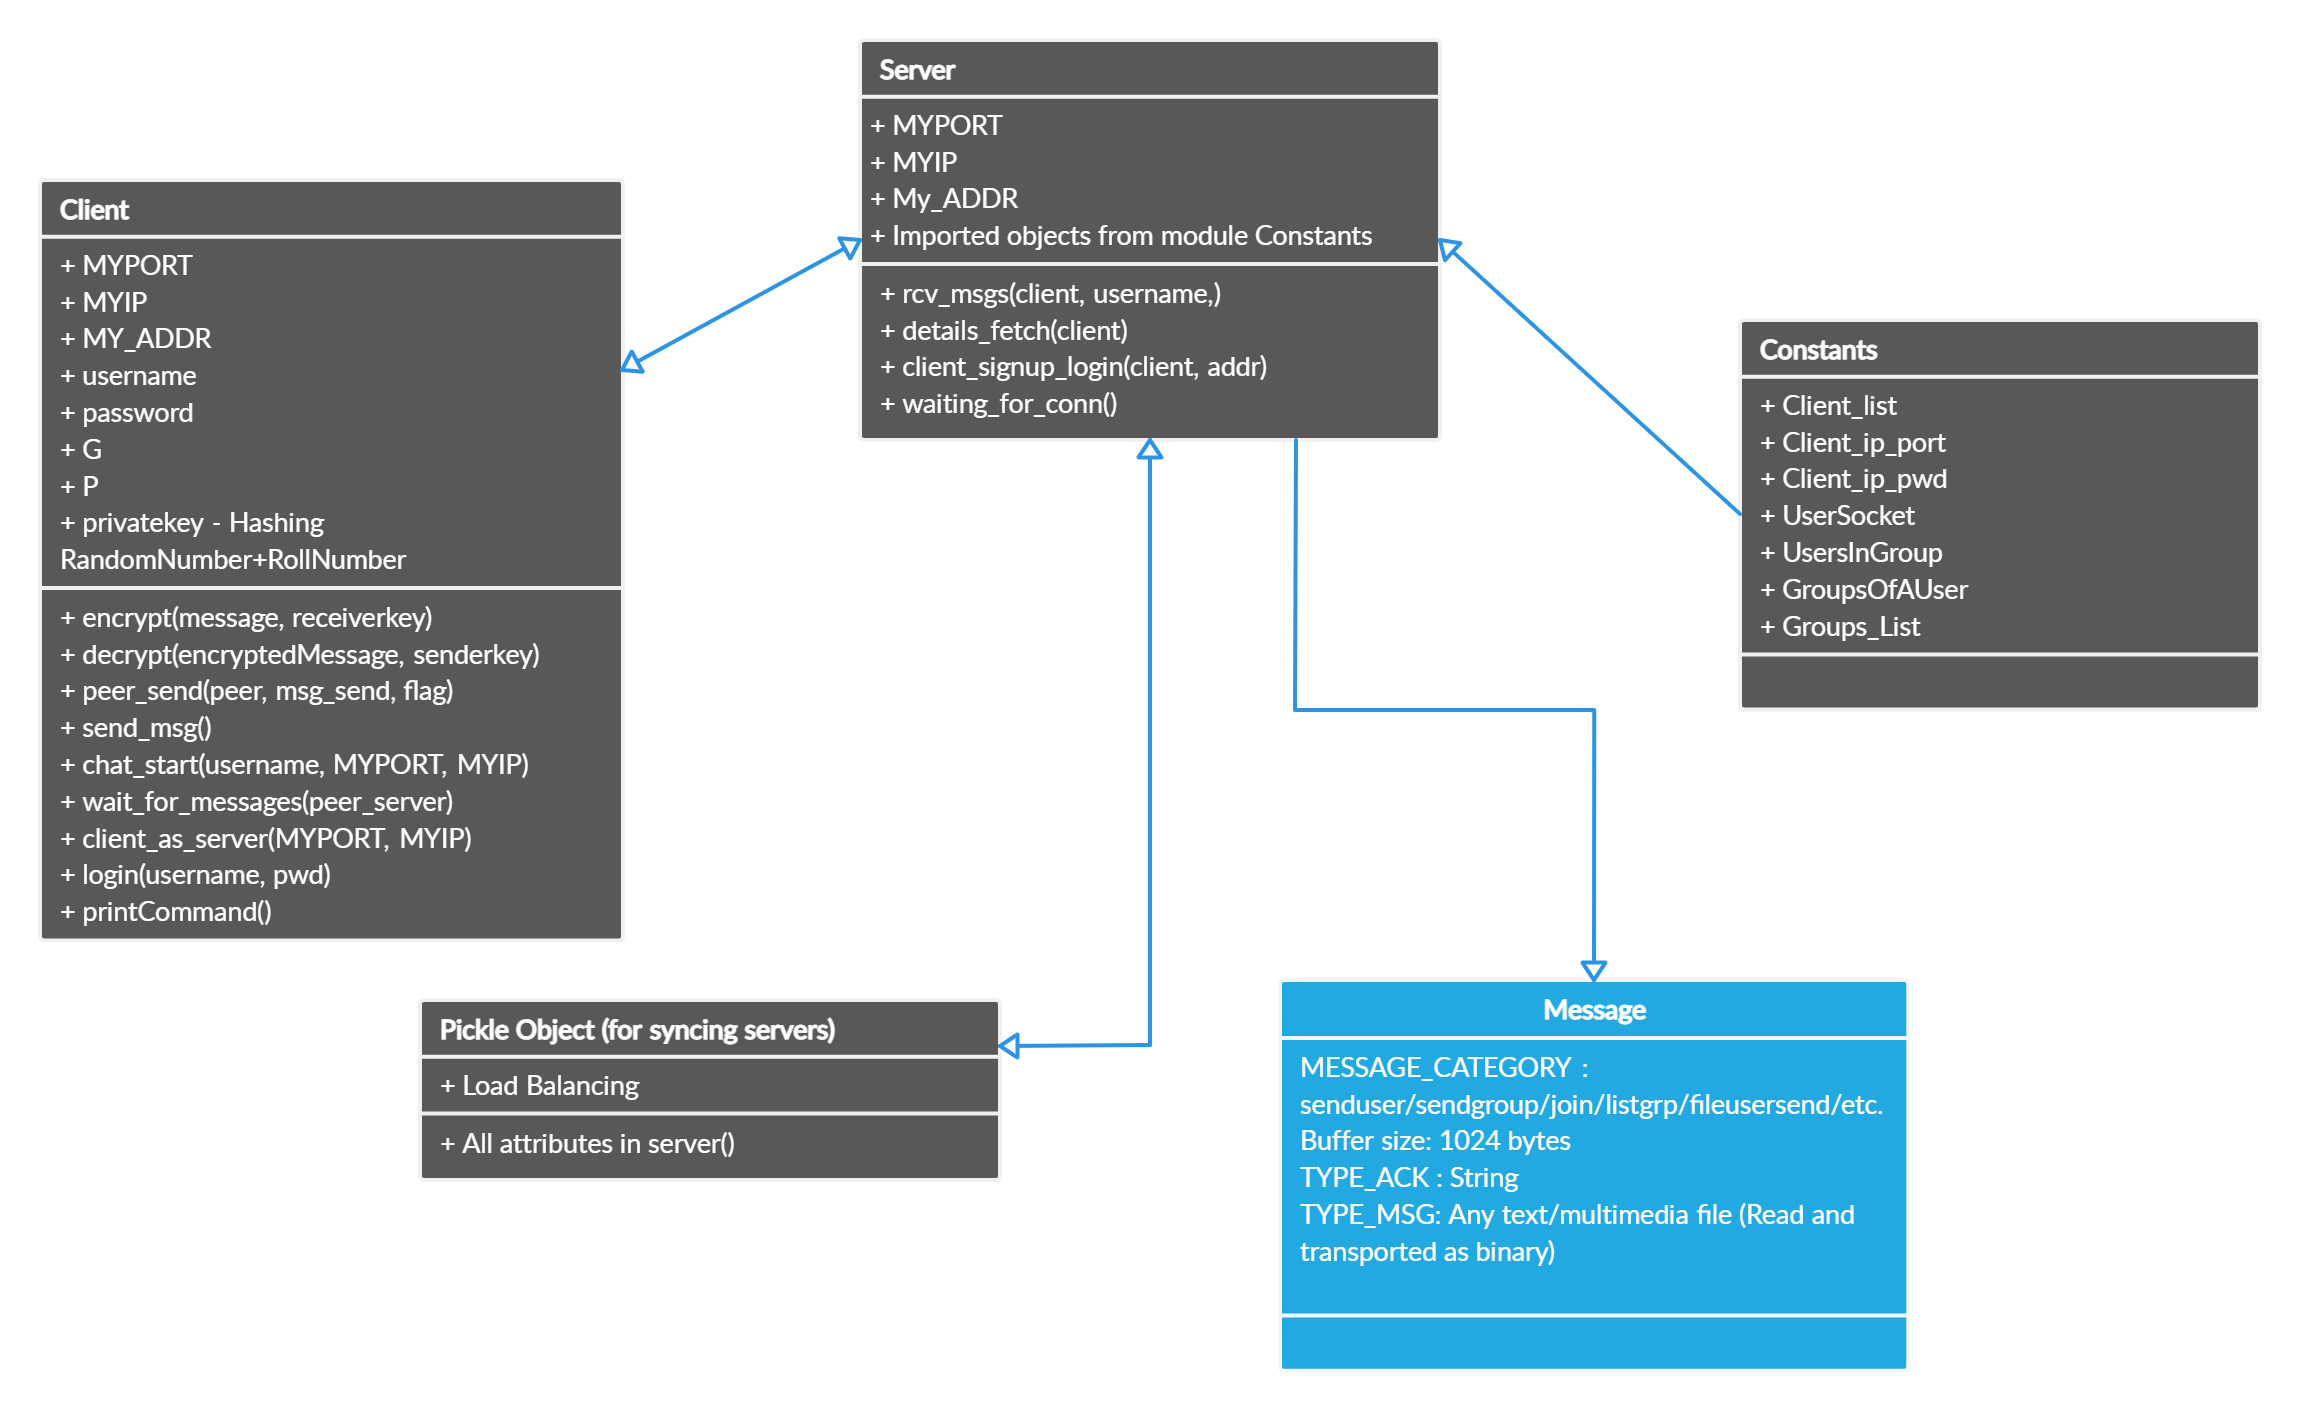 Server
+ MYPORT
+ MYIP
+ My_ADDR
+ Imported objects from module Constants
+ rcv_msgs(client, username,)
+ details_fetch(client)
+ client_signup_login(client, addr)
+ waiting_for_conn()
Client
+ MYPORT
+ MYIP
+ MY_ADDR
+ username
+ password
+ G
+ P
+ privatekey - Hashing
RandomNumber+RollNumber
+ encrypt(message, receiverkey)
+ decrypt(encryptedMessage, senderkey)
+ peer_send(peer, msg_send, flag)
+ send_msg()
+ chat_start(username, MYPORT, MYIP)
+ wait_for_messages(peer_server)
+ client_as_server(MYPORT, MYIP)
+ login(username, pwd)
+ printCommand()
Constants
+ Client_list
+ Client_ip_port
+ Client_ip_pwd
+ UserSocket
+ UsersInGroup
+ GroupsOfAUser
+ Groups_List
Pickle Object (for syncing servers)
+ Load Balancing
+ All attributes in server()
Message
MESSAGE_CATEGORY :
senduser/sendgroup/join/listgrp/fileusersend/etc.
Buffer size: 1024 bytes
TYPE_ACK : String
TYPE_MSG: Any text/multimedia file (Read and
transported as binary)